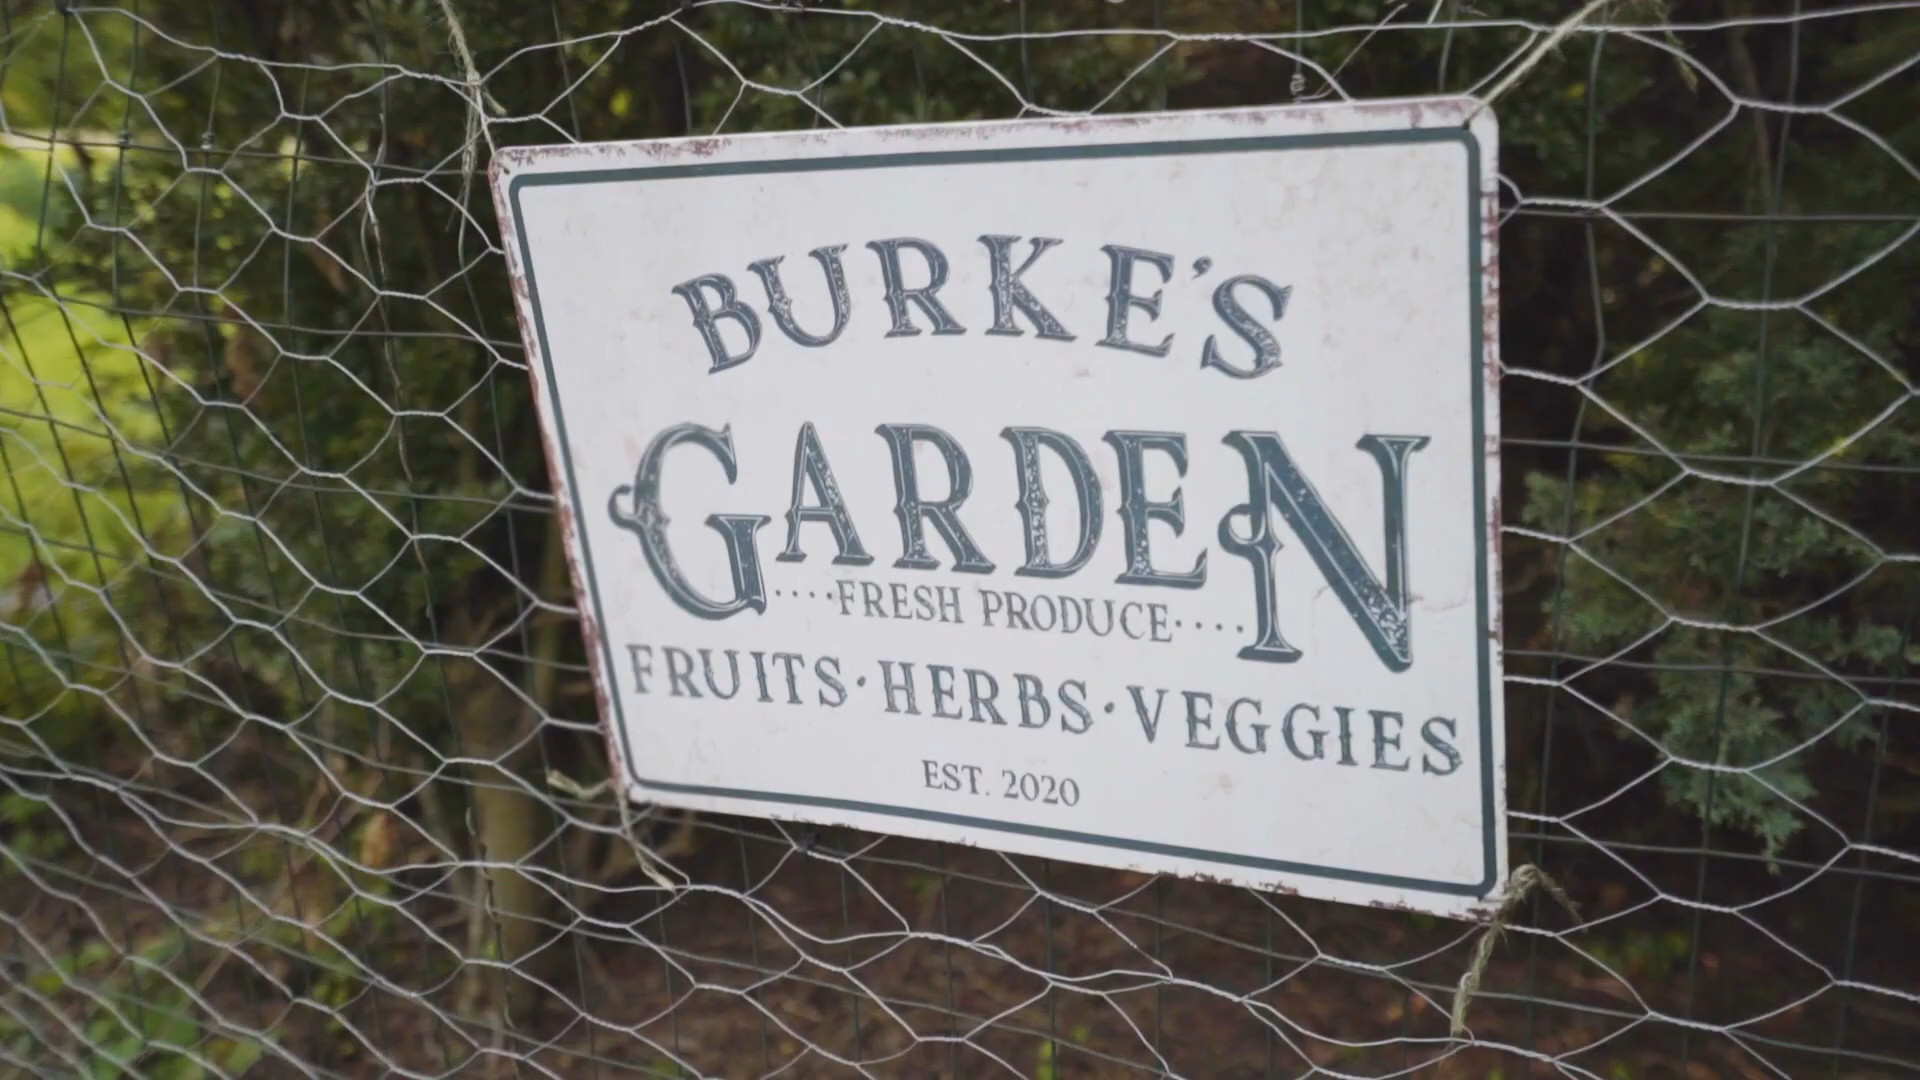 BURKE'S
GARDEN
····FRESH PRODUCE····
FRUITS·HERBS·VEGGIES
EST. 2020